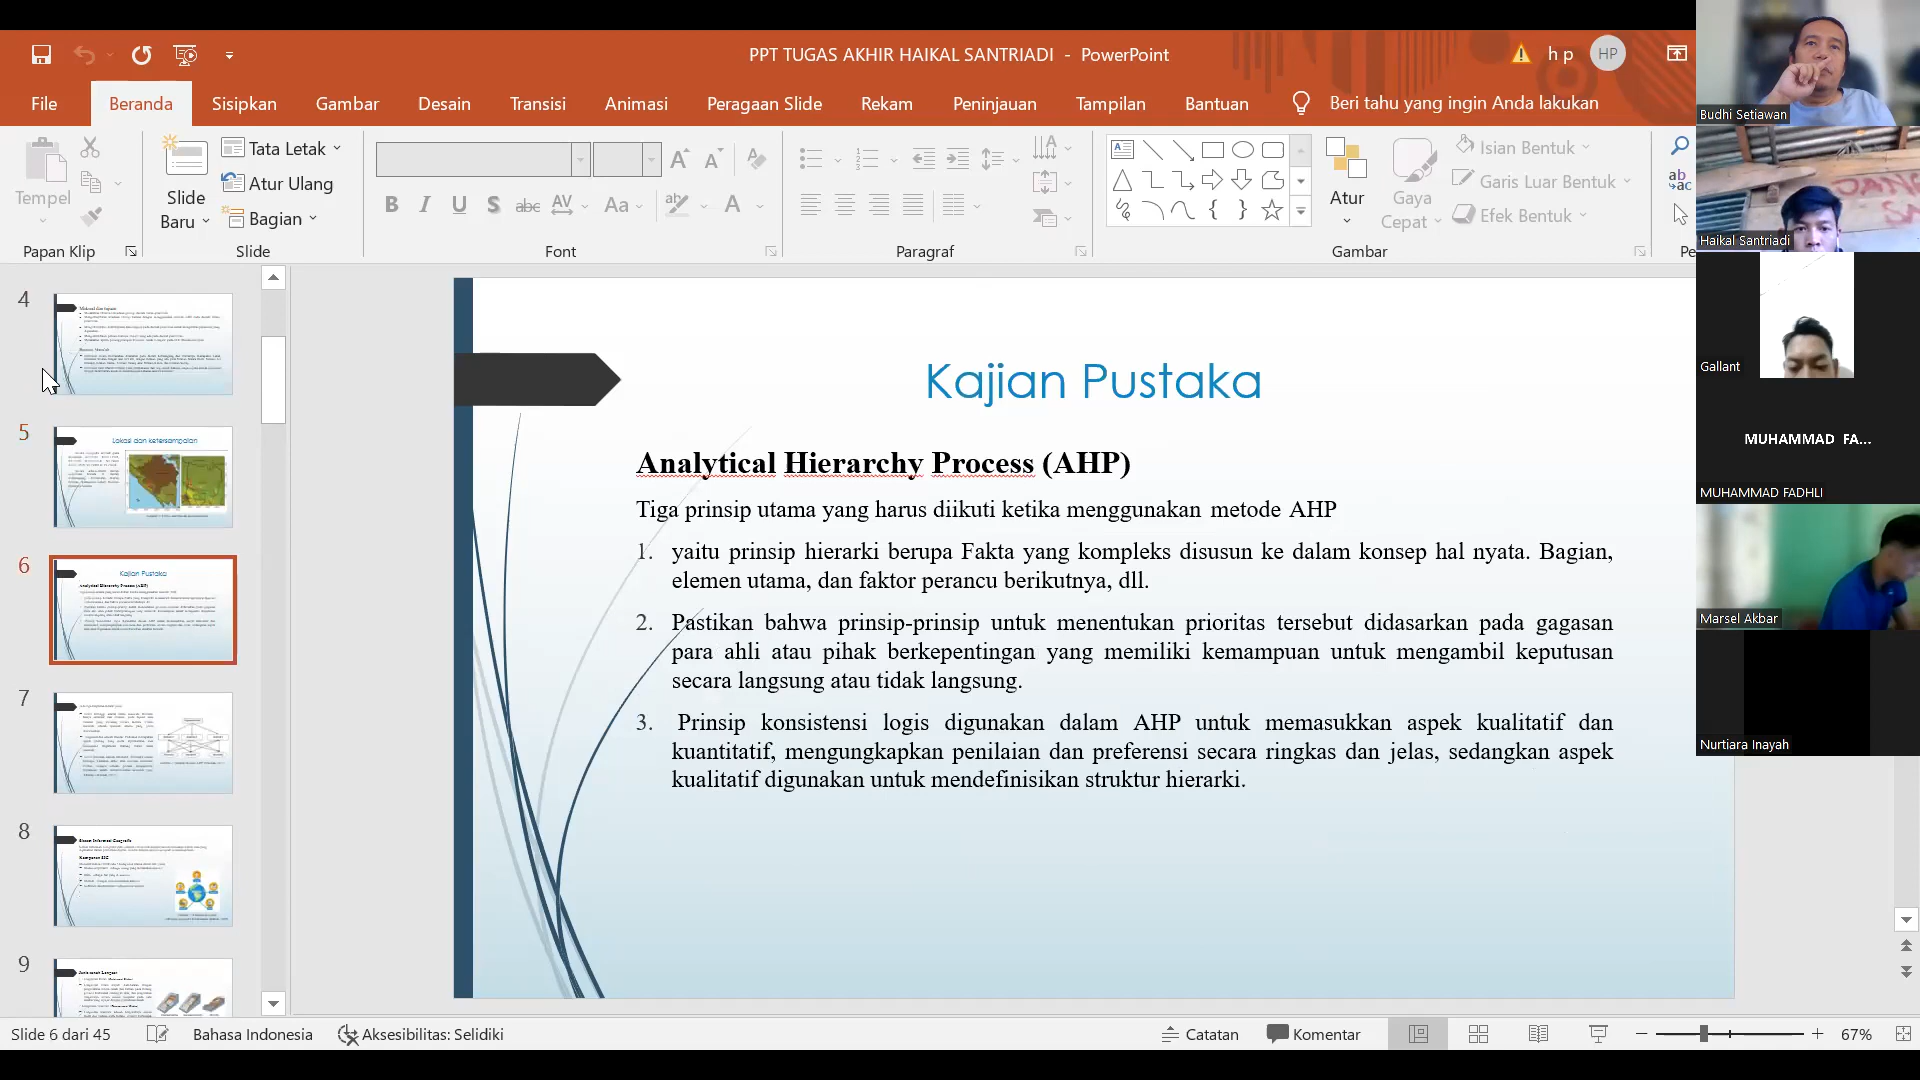 PPT TUGAS AKHIR HAIKAL SANTRIADI - PowerPoint
h p
HP
File
Beranda
Sisipkan
Gambar
Desain
Transisi
Animasi
Peragaan Slide
Rekam
Peninjauan
Tampilan
Bantuan
Beri tahu yang ingin Anda lakukan
Tempel
Papan Klip
Slide
Baru
Tata Letak
Atur Ulang
Bagian
Slide
Font
Paragraf
Atur
Gaya
Cepat
Isian Bentuk
Garis Luar Bentuk
Efek Bentuk
Gambar
Budhi Setiawan
Haikal Santriadi
Gallant
MUHAMMAD FA...
MUHAMMAD FADHLI
Marsel Akbar
Nurtiara Inayah
4
5
Lokasi dan ketersampaian
6
Kajian Pustaka
7
8
Sistem Informasi Geografis
9
Kajian Pustaka
Analytical Hierarchy Process (AHP)
Tiga prinsip utama yang harus diikuti ketika menggunakan metode AHP
1. yaitu prinsip hierarki berupa Fakta yang kompleks disusun ke dalam konsep hal nyata. Bagian,
elemen utama, dan faktor perancu berikutnya, dll.
2. Pastikan bahwa prinsip-prinsip untuk menentukan prioritas tersebut didasarkan pada gagasan
para ahli atau pihak berkepentingan yang memiliki kemampuan untuk mengambil keputusan
secara langsung atau tidak langsung.
3. Prinsip konsistensi logis digunakan dalam AHP untuk memasukkan aspek kualitatif dan
kuantitatif, mengungkapkan penilaian dan preferensi secara ringkas dan jelas, sedangkan aspek
kualitatif digunakan untuk mendefinisikan struktur hierarki.
Slide 6 dari 45
Bahasa Indonesia
Aksesibilitas: Selidiki
Catatan
Komentar
67%